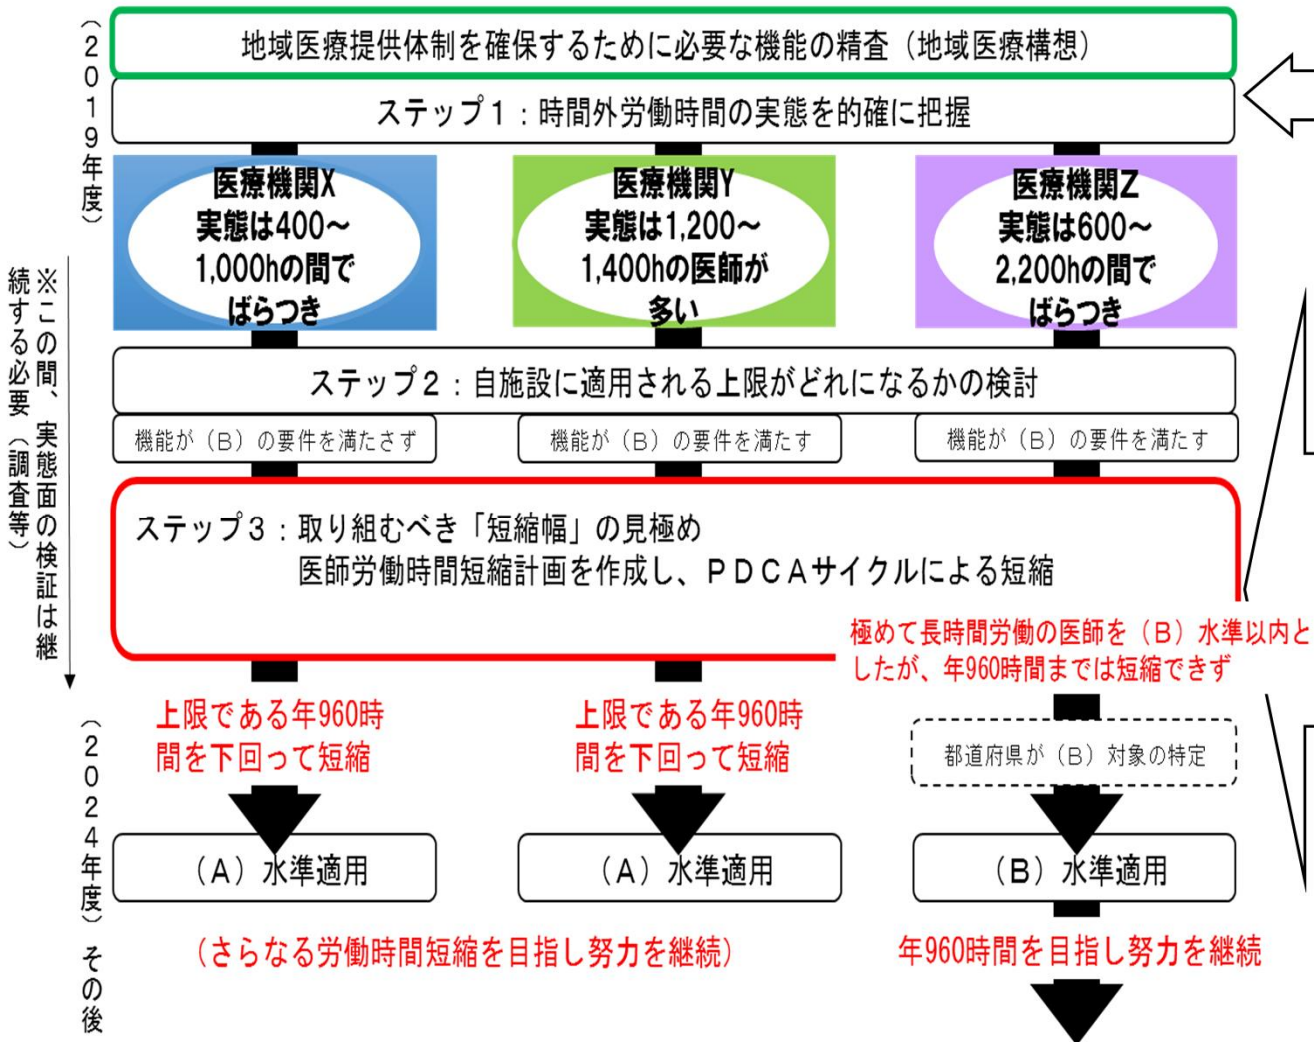 (2019年度)
地域医療提供体制を確保するために必要な機能の精査（地域医療構想）
ステップ1：時間外労働時間の実態を的確に把握
医療機関X
実態は400～
1,000hの間で
ばらつき
医療機関Y
実態は1,200～
1,400hの医師が
多い
医療機関Z
実態は600～
2,200hの間で
ばらつき
※この間、実態面の検証は継
続する必要（調査等）
ステップ2：自施設に適用される上限がどれになるかの検討
機能が（B）の要件を満たさず
機能が（B）の要件を満たす
機能が（B）の要件を満たす
ステップ3：取り組むべき「短縮幅」の見極め
医師労働時間短縮計画を作成し、PDCAサイクルによる短縮
極めて長時間労働の医師を（B）水準以内と
したが、年960時間までは短縮できず
上限である年960時
間を下回って短縮
上限である年960時
間を下回って短縮
都道府県が（B）対象の特定
(2024年度)その後
（A）水準適用
（A）水準適用
（B）水準適用
（さらなる労働時間短縮を目指し努力を継続）
年960時間を目指し努力を継続